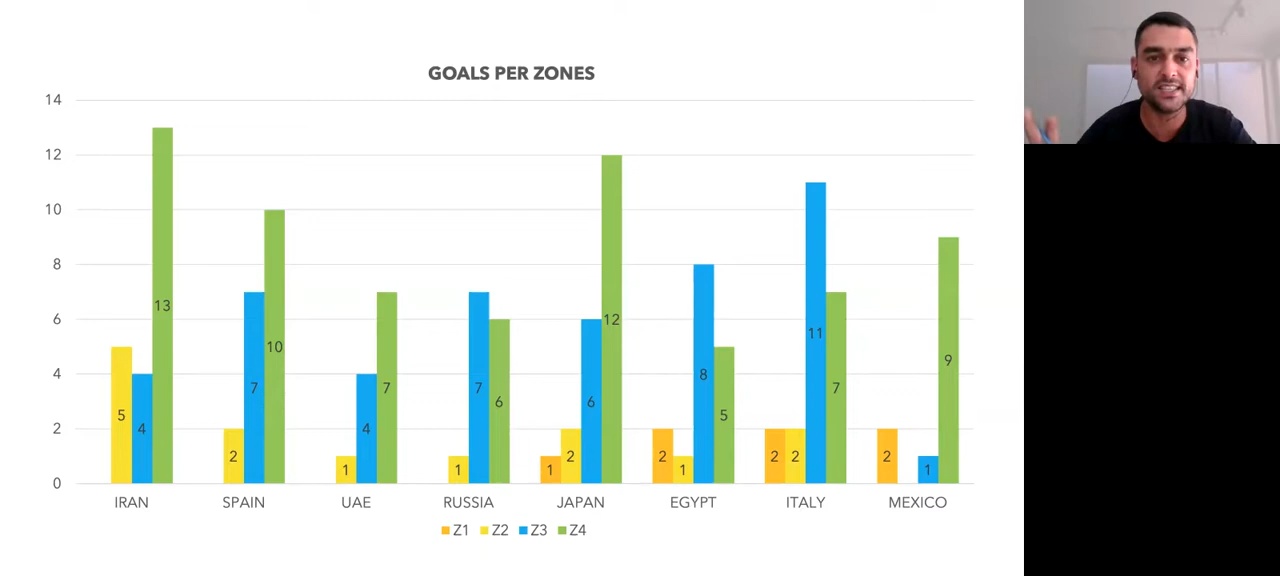 GOALS PER ZONES
14
12
10
8
6
4
2
0
5 4 13
2 7 10
1 4 7
1 7 6
1 2 6 12
2 1 8 5
2 2 11 7
2 1 9
IRAN SPAIN UAE RUSSIA JAPAN EGYPT ITALY MEXICO
Z1 Z2 Z3 Z4